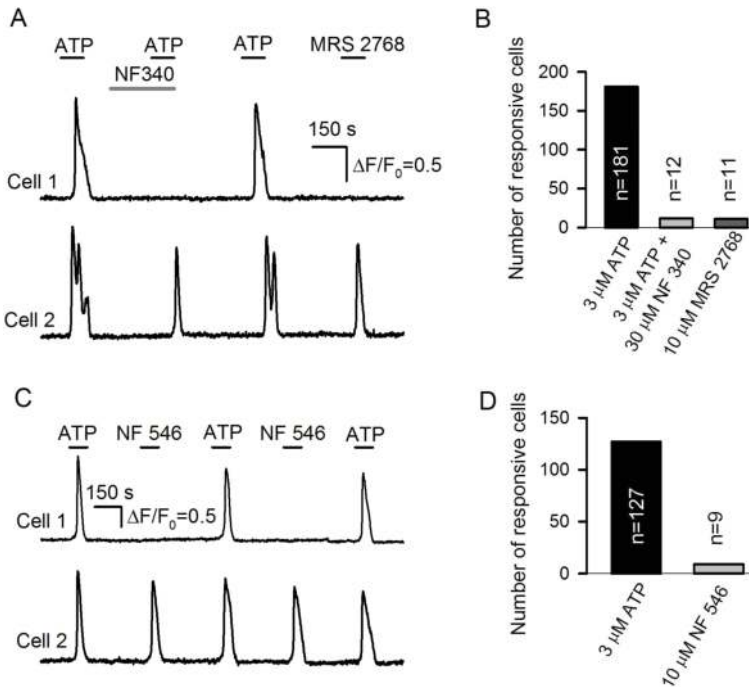 A
ATP ATP ATP MRS 2768
NF340
150 s
ΔF/F0=0.5
Cell 1
Cell 2
B
Number of responsive cells
200
150
100
50
0
n=181
n=12
n=11
3 µM ATP
3 µM ATP +
30 µM NF 340
10 µM MRS 2768
C
ATP NF 546 ATP NF 546 ATP
150 s
ΔF/F0=0.5
Cell 1
Cell 2
D
Number of responsive cells
150
100
50
0
n=127
n=9
3 µM ATP
10 µM NF 546